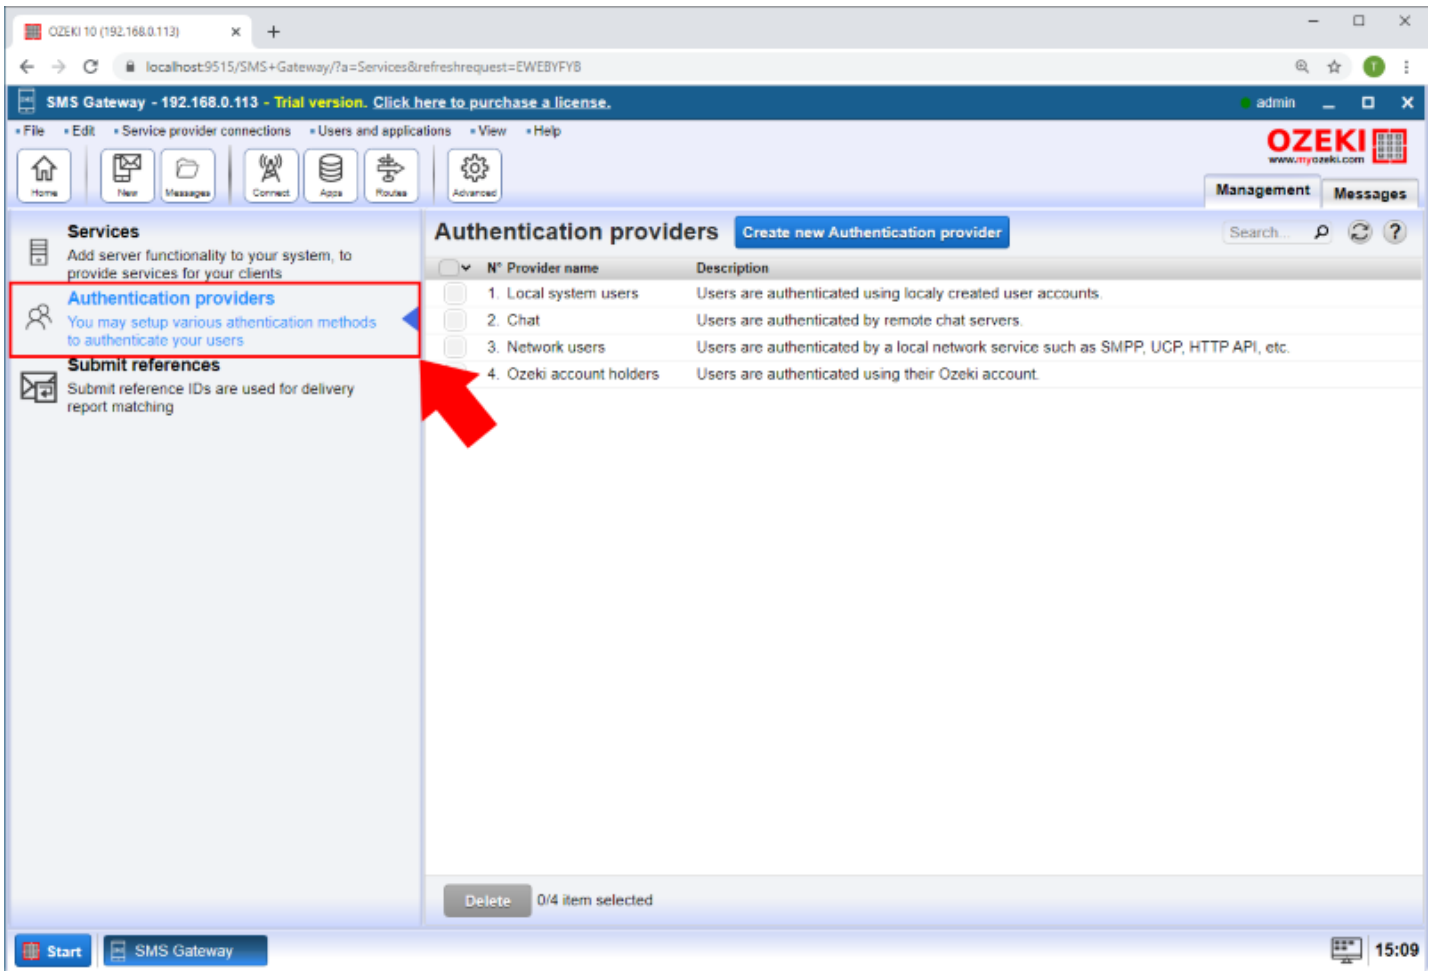 OZEKI 10 (192.168.0.113)
localhost:9515/SMS+Gateway/?a=Services&refreshrequest=EWEBYFYB
T
SMS Gateway - 192.168.0.113 - Trial version. Click here to purchase a license.
admin
File Edit Service provider connections Users and applications View Help
OZEKI
www.myozeki.com
Home New Messages Connect Apps Routes Advanced
Management Messages
Services
Add server functionality to your system, to
provide services for your clients
Authentication providers
You may setup various athentication methods
to authenticate your users
Submit references
Submit reference IDs are used for delivery
report matching
Authentication providers Create new Authentication provider Search... ?
N° Provider name Description
1. Local system users Users are authenticated using localy created user accounts.
2. Chat Users are authenticated by remote chat servers.
3. Network users Users are authenticated by a local network service such as SMPP, UCP, HTTP API, etc.
4. Ozeki account holders Users are authenticated using their Ozeki account.
Delete 0/4 item selected
Start SMS Gateway 15:09